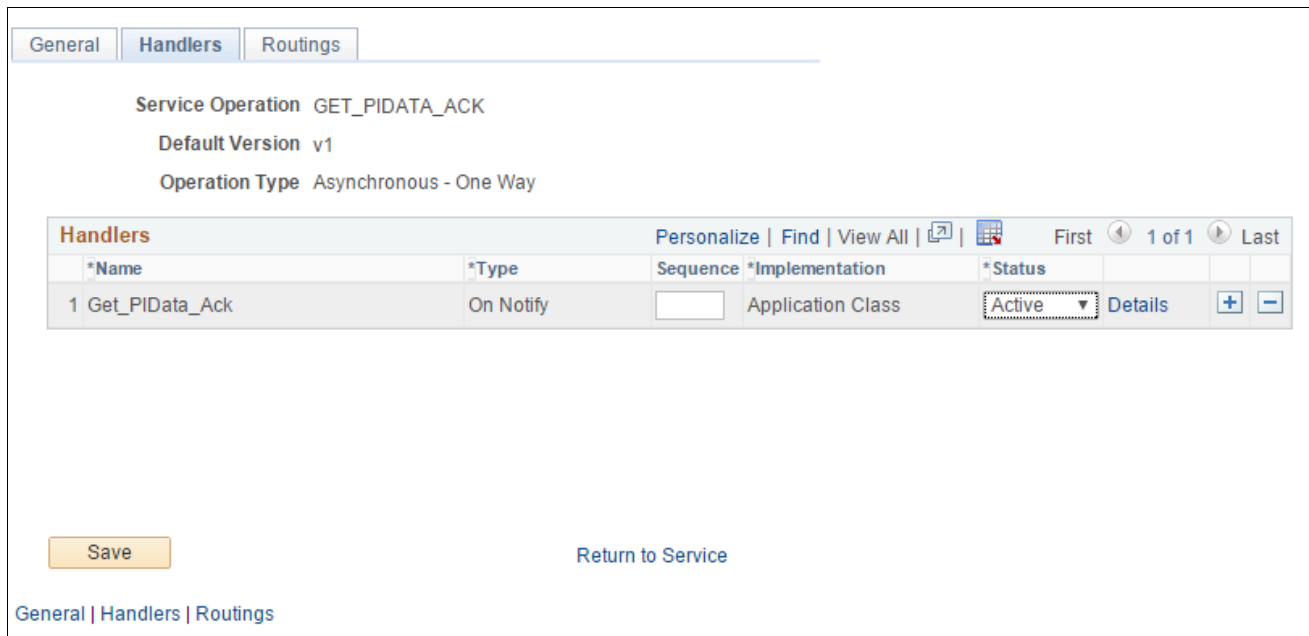 General Handlers Routings
Service Operation GET_PIDATA_ACK
Default Version v1
Operation Type Asynchronous - One Way
Handlers Personalize | Find | View All | | First 1 of 1 Last
*Name *Type Sequence *Implementation *Status
1 Get_PIData_Ack On Notify Application Class Active Details + −
Save Return to Service
General | Handlers | Routings